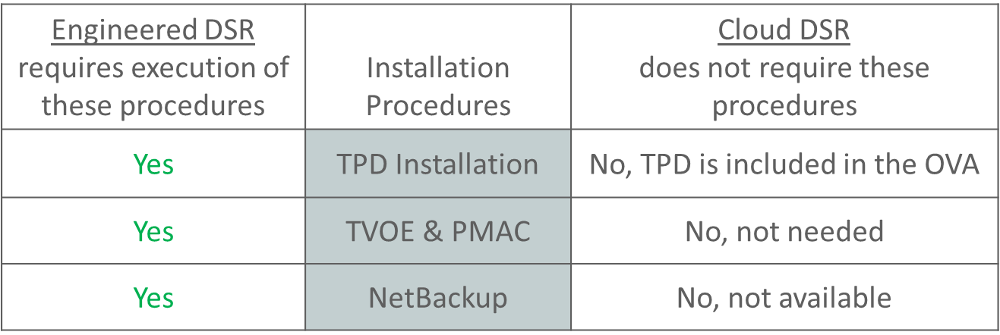 Engineered DSR
requires execution of
these procedures
Installation
Procedures
Cloud DSR
does not require these
procedures
Yes
TPD Installation
No, TPD is included in the OVA
Yes
TVOE & PMAC
No, not needed
Yes
NetBackup
No, not available